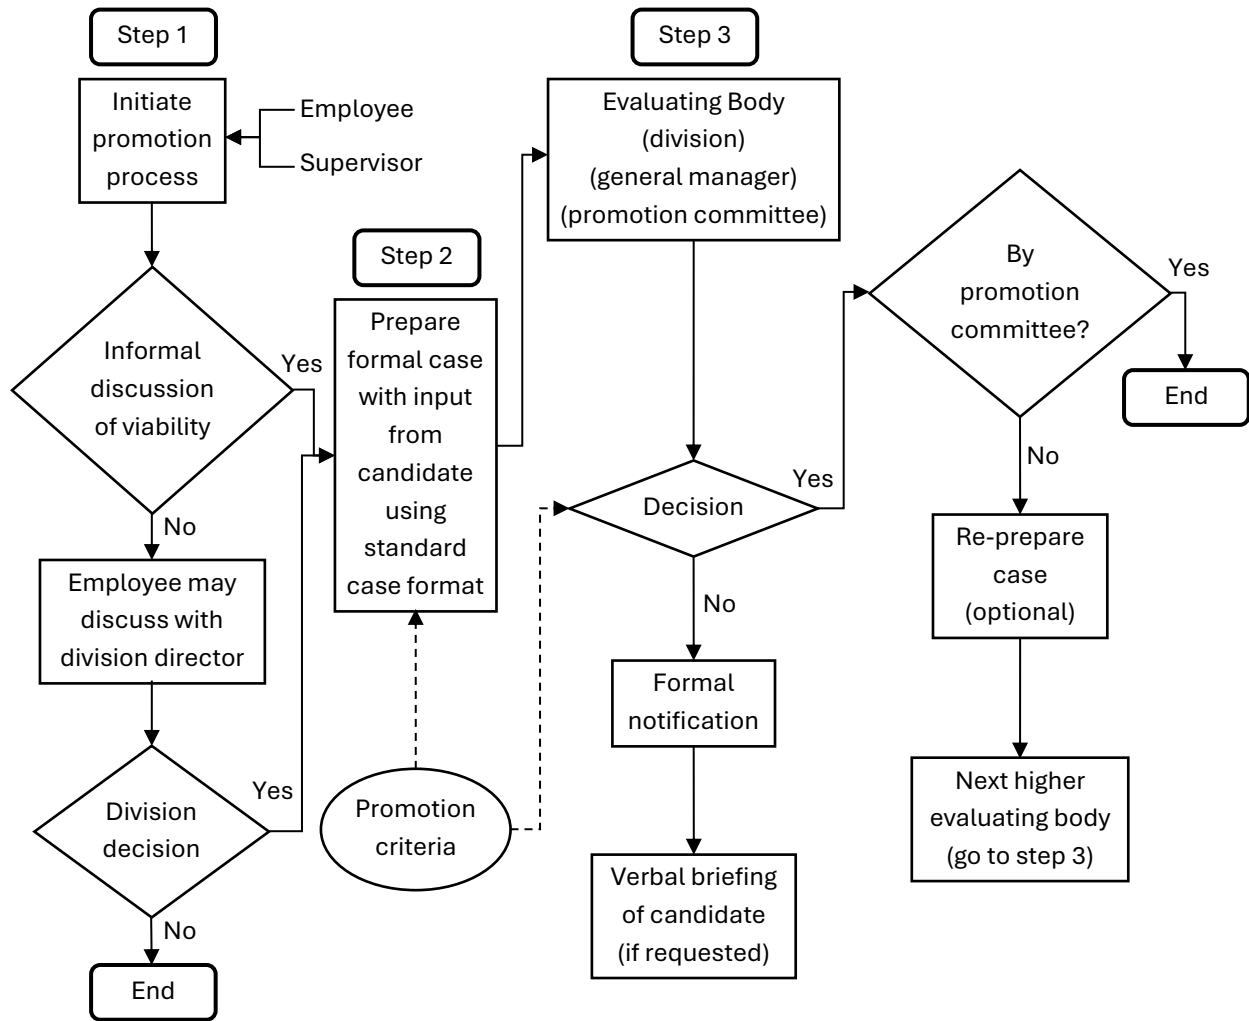 Step 1
Initiate
promotion
process
Employee
Supervisor
Informal
discussion
of viability
Yes
No
Employee may
discuss with
division director
Division
decision
Yes
No
End
Step 2
Prepare
formal case
with input
from
candidate
using
standard
case format
Promotion
criteria
Step 3
Evaluating Body
(division)
(general manager)
(promotion committee)
Decision
Yes
No
Formal
notification
Verbal briefing
of candidate
(if requested)
By
promotion
committee?
Yes
End
No
Re-prepare
case
(optional)
Next higher
evaluating body
(go to step 3)